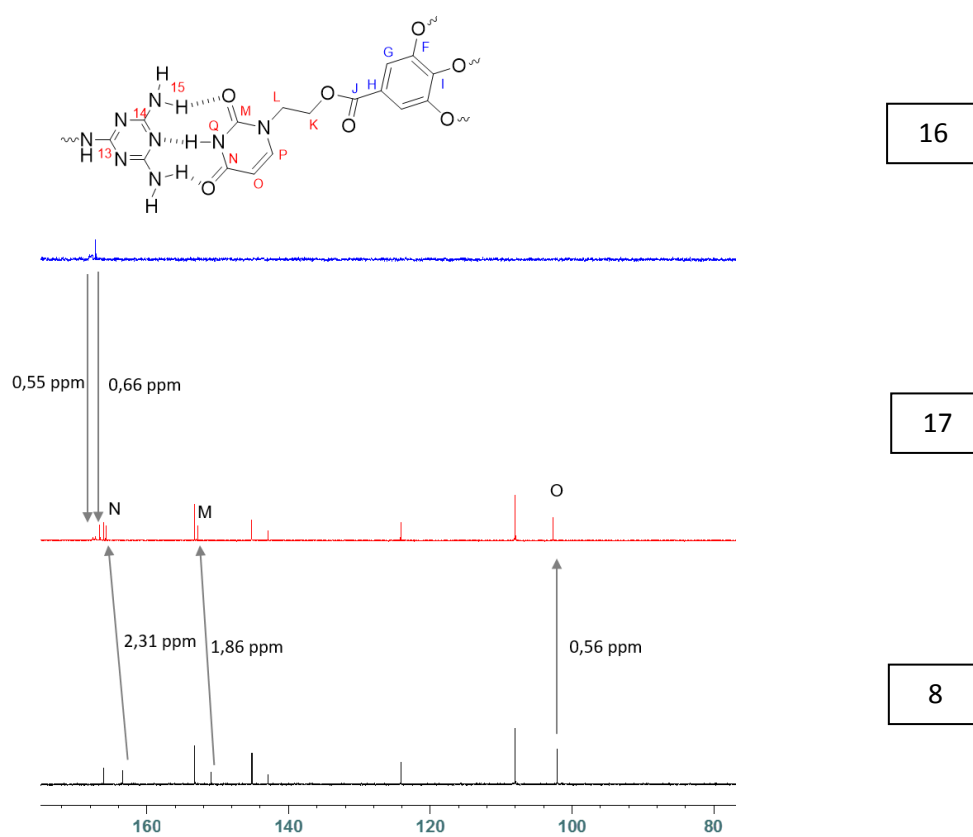 O
F
G
O
H
I
H
15
L
J
O
O
N
H
O
14
M
K
O
O
N
N
Q
N
N
N
H
N
P
H
13
N
N
H
N
O
N
O
H
16
0,55 ppm
0,66 ppm
17
N
M
O
2,31 ppm
1,86 ppm
0,56 ppm
8
160
140
120
100
80